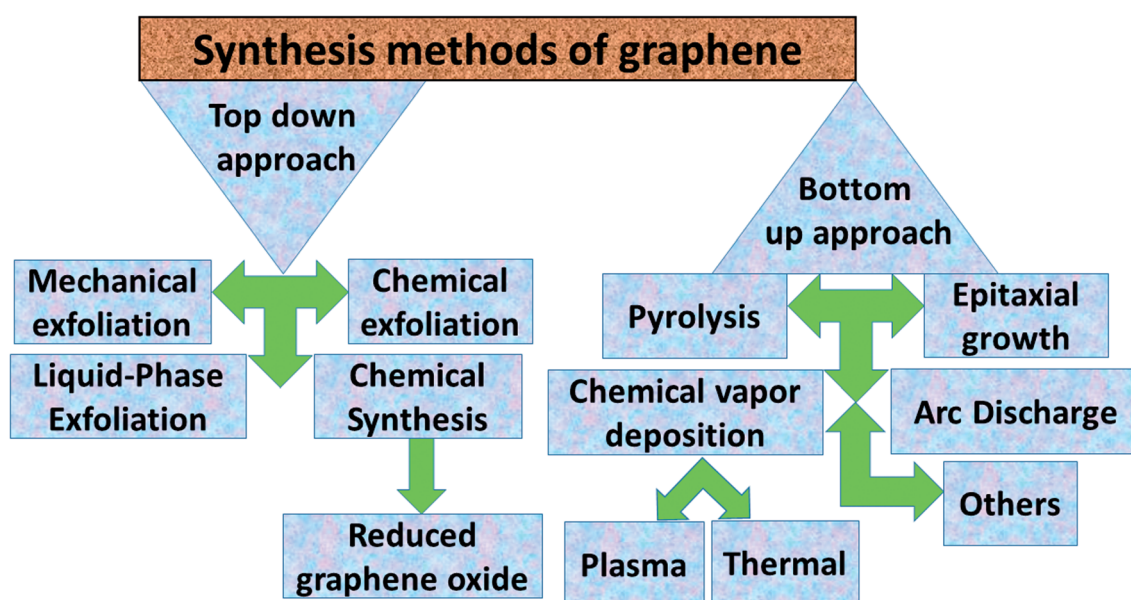 Synthesis methods of graphene
Top down
approach
Bottom
up approach
Mechanical
exfoliation
Chemical
exfoliation
Liquid-Phase
Exfoliation
Chemical
Synthesis
Reduced
graphene oxide
Pyrolysis
Epitaxial
growth
Chemical vapor
deposition
Arc Discharge
Others
Plasma
Thermal